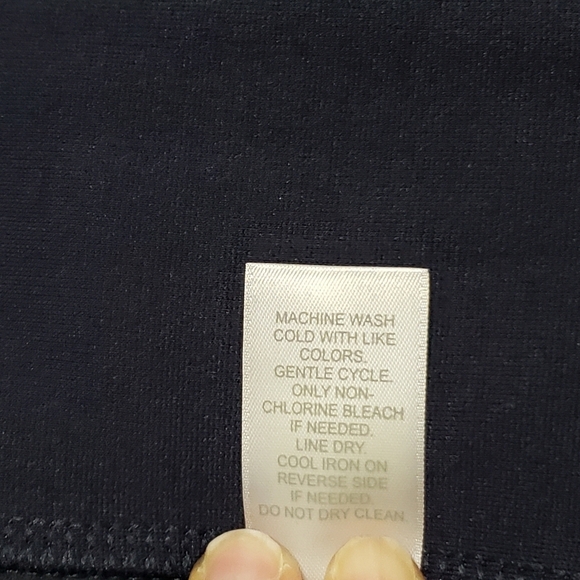 MACHINE WASH
COLD WITH LIKE
COLORS.
GENTLE CYCLE.
ONLY NON-
CHLORINE BLEACH
IF NEEDED.
LINE DRY.
COOL IRON ON
REVERSE SIDE
IF NEEDED.
DO NOT DRY CLEAN.